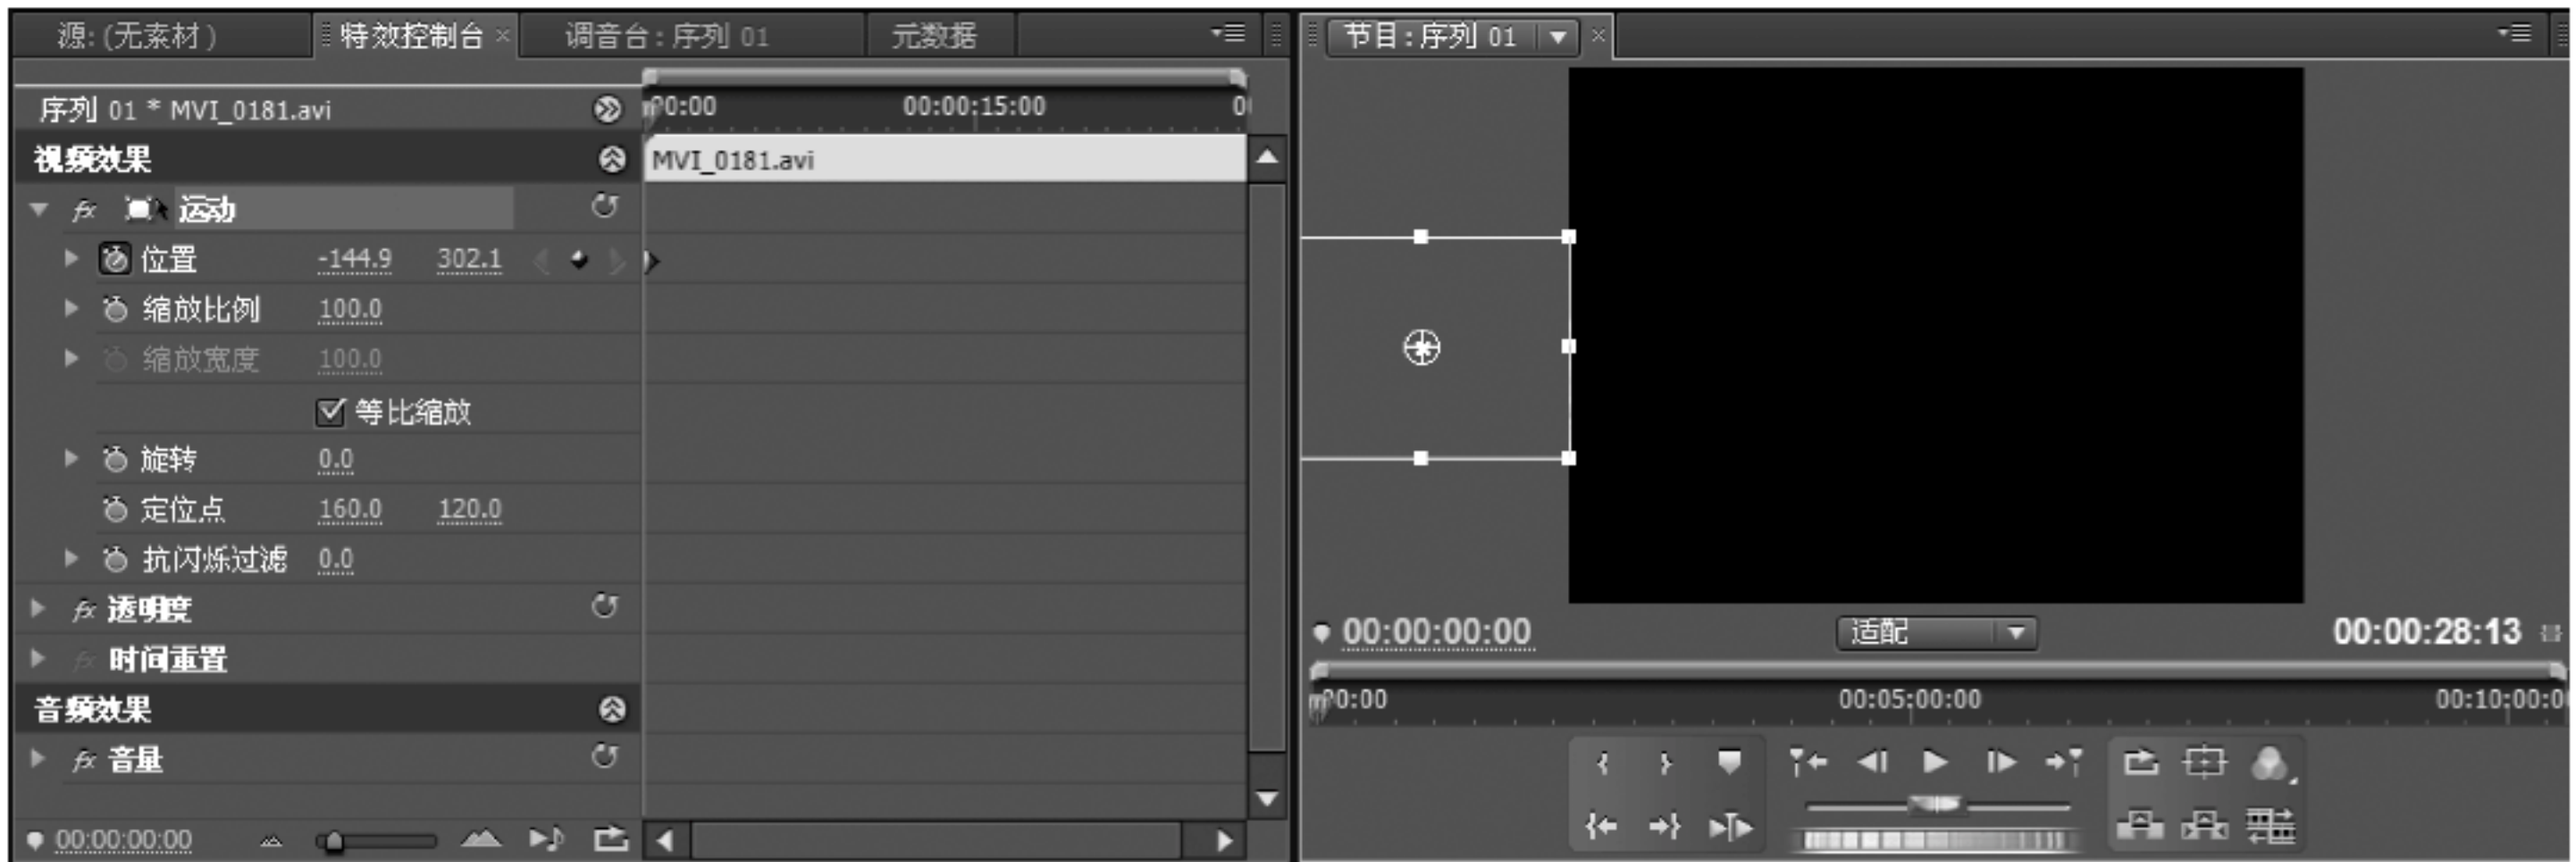 源:(无素材) 特效控制台 × 调音台:序列 01 元数据
序列 01 * MVI_0181.avi
00:00 00:00:15:00
视频效果
MVI_0181.avi
fx 运动
位置 -144.9 302.1
缩放比例 100.0
缩放宽度 100.0
等比缩放
旋转 0.0
定位点 160.0 120.0
抗闪烁过滤 0.0
fx 透明度
fx 时间重置
音频效果
fx 音量
00:00:00:00
节目:序列 01 ×
00:00:00:00 适配 00:00:28:13
00:00 00:05:00:00 00:10:00:0